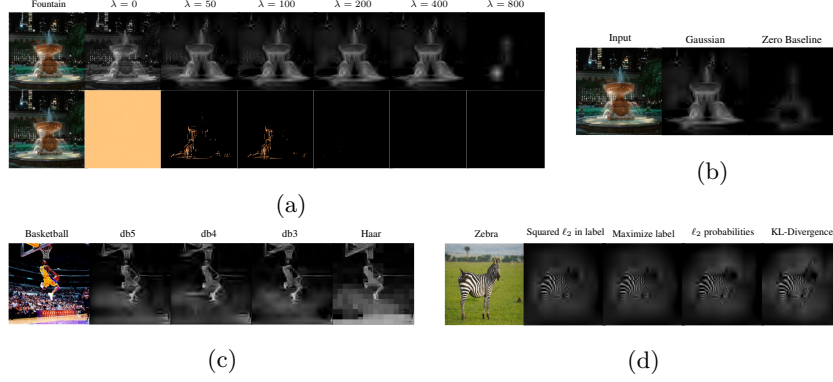 Fountain λ = 0 λ = 50 λ = 100 λ = 200 λ = 400 λ = 800
(a)
Input Gaussian Zero Baseline
(b)
Basketball db5 db4 db3 Haar
(c)
Zebra Squared ℓ2 in label Maximize label ℓ2 probabilities KL-Divergence
(d)